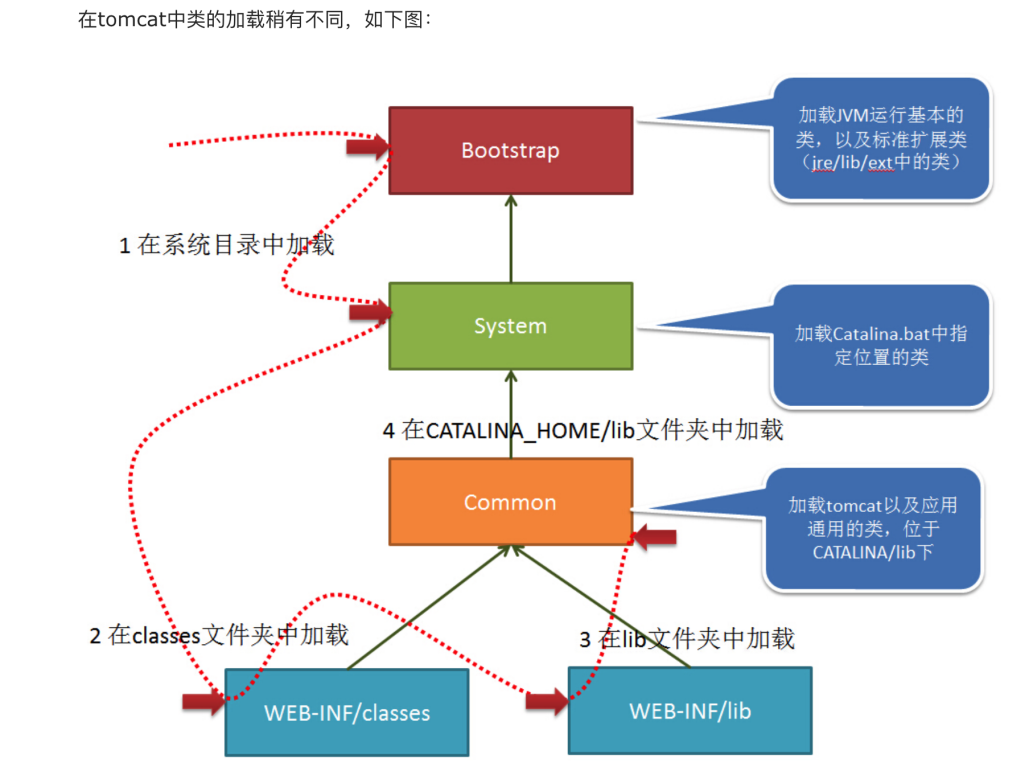 在tomcat中类的加载稍有不同，如下图：
加载JVM运行基本的
类，以及标准扩展类
（jre/lib/ext中的类）
Bootstrap
1 在系统目录中加载
System
加载Catalina.bat中指
定位置的类
4 在CATALINA_HOME/lib文件夹中加载
Common
加载tomcat以及应用
通用的类，位于
CATALINA/lib下
2 在classes文件夹中加载
3 在lib文件夹中加载
WEB-INF/classes
WEB-INF/lib